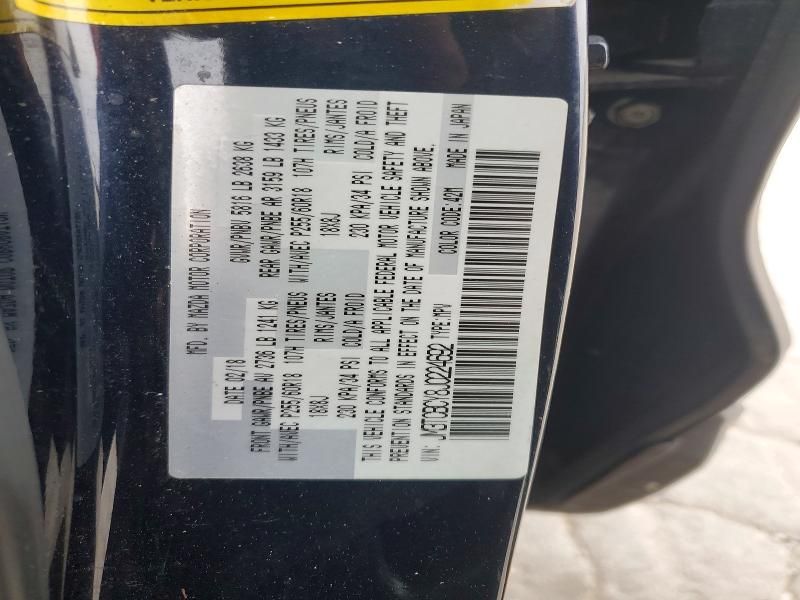 MFD. BY MAZDA MOTOR CORPORATION
DATE 02/18
GVWR/PNBV 5816 LB 2638 KG
FRONT GAWR/PNBE AV 2736 LB 1241 KG
REAR GAWR/PNBE AR 3159 LB 1433 KG
WITH/AVEC P255/60R18 107H TIRES/PNEUS
WITH/AVEC P255/60R18 107H TIRES/PNEUS
18X8J RIMS/JANTES
18X8J RIMS/JANTES
230 KPA/34 PSI COLD/A FROID
230 KPA/34 PSI COLD/A FROID
THIS VEHICLE CONFORMS TO ALL APPLICABLE FEDERAL MOTOR VEHICLE SAFETY AND THEFT
PREVENTION STANDARDS IN EFFECT ON THE DATE OF MANUFACTURE SHOWN ABOVE.
COLOR CODE:42M MADE IN JAPAN
VIN: JM3TCBCY8J0224692 TYPE:MPV